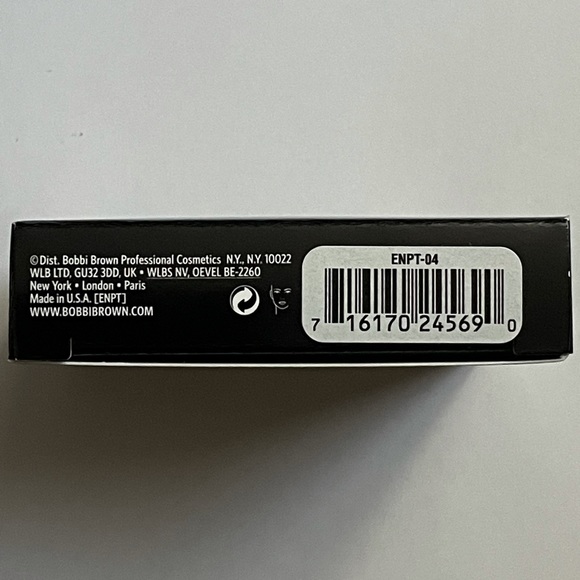 ©Dist. Bobbi Brown Professional Cosmetics N.Y., N.Y. 10022
WLB LTD, GU32 3DD, UK • WLBS NV, OEVEL BE-2260
New York • London • Paris
Made in U.S.A. [ENPT]
WWW.BOBBIBROWN.COM
ENPT-04
7 16170 24569 0